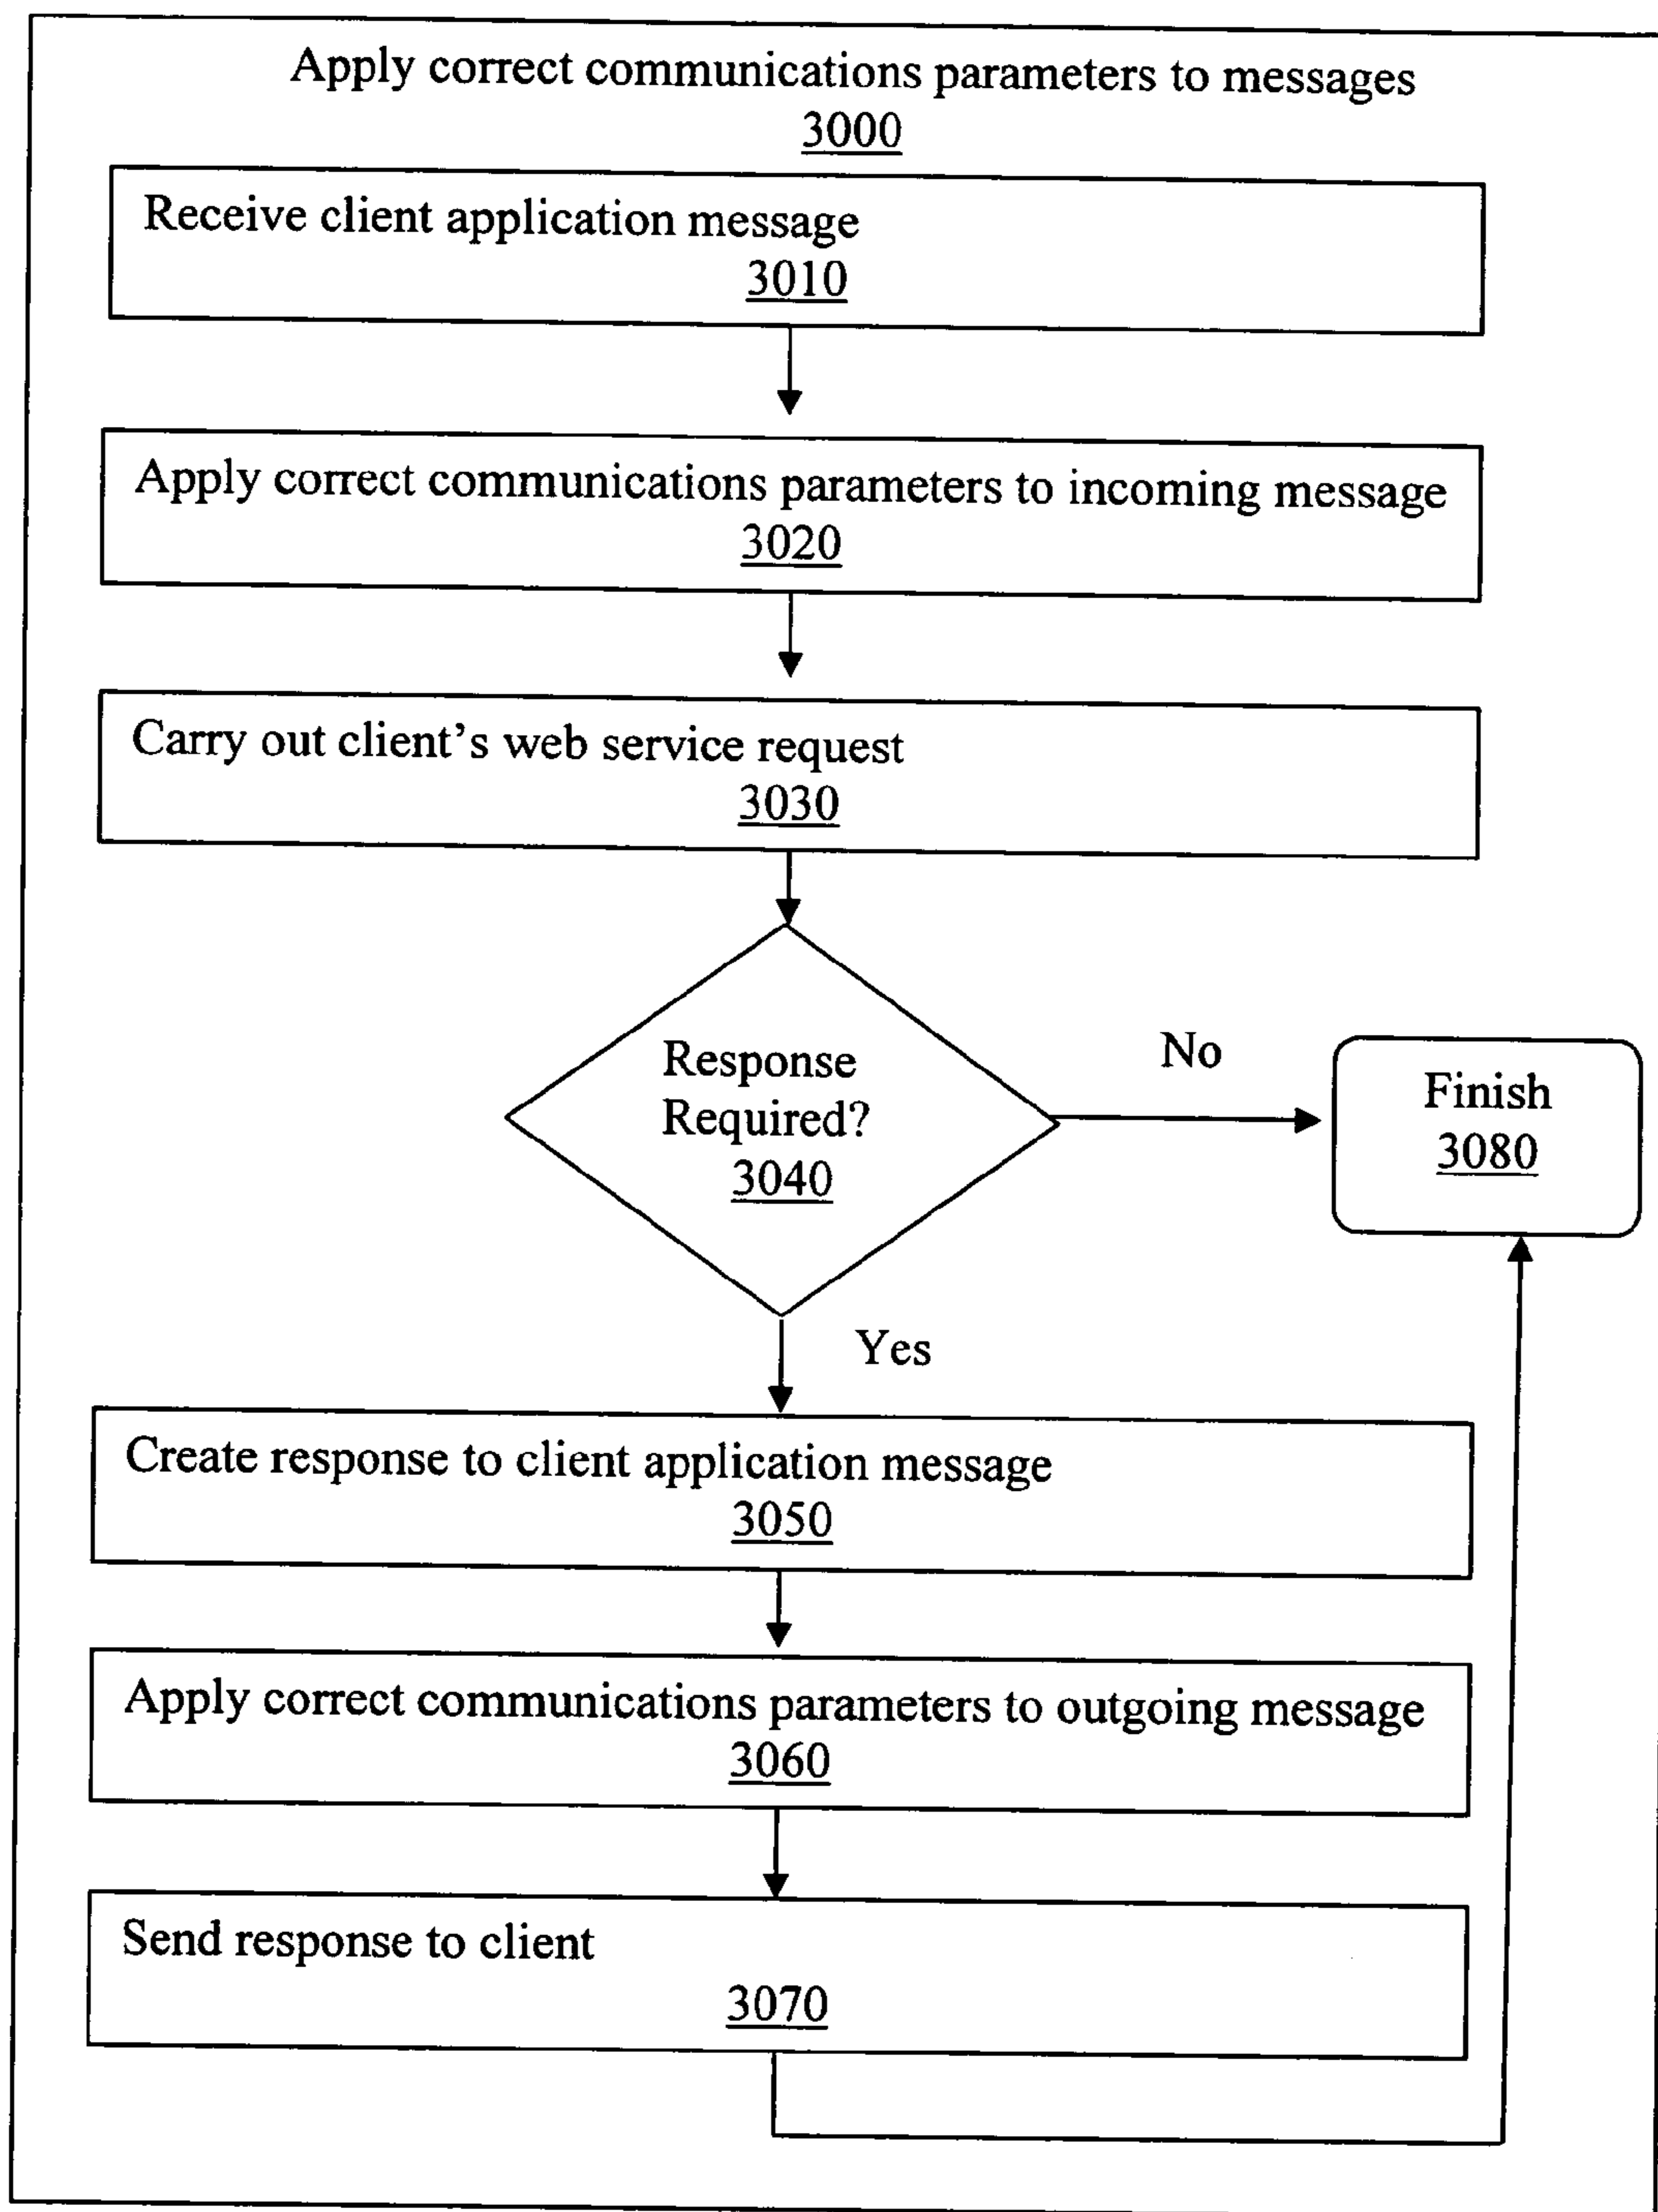 Apply correct communications parameters to messages
3000
Receive client application message
3010
Apply correct communications parameters to incoming message
3020
Carry out client’s web service request
3030
Response
Required?
3040
No
Finish
3080
Yes
Create response to client application message
3050
Apply correct communications parameters to outgoing message
3060
Send response to client
3070